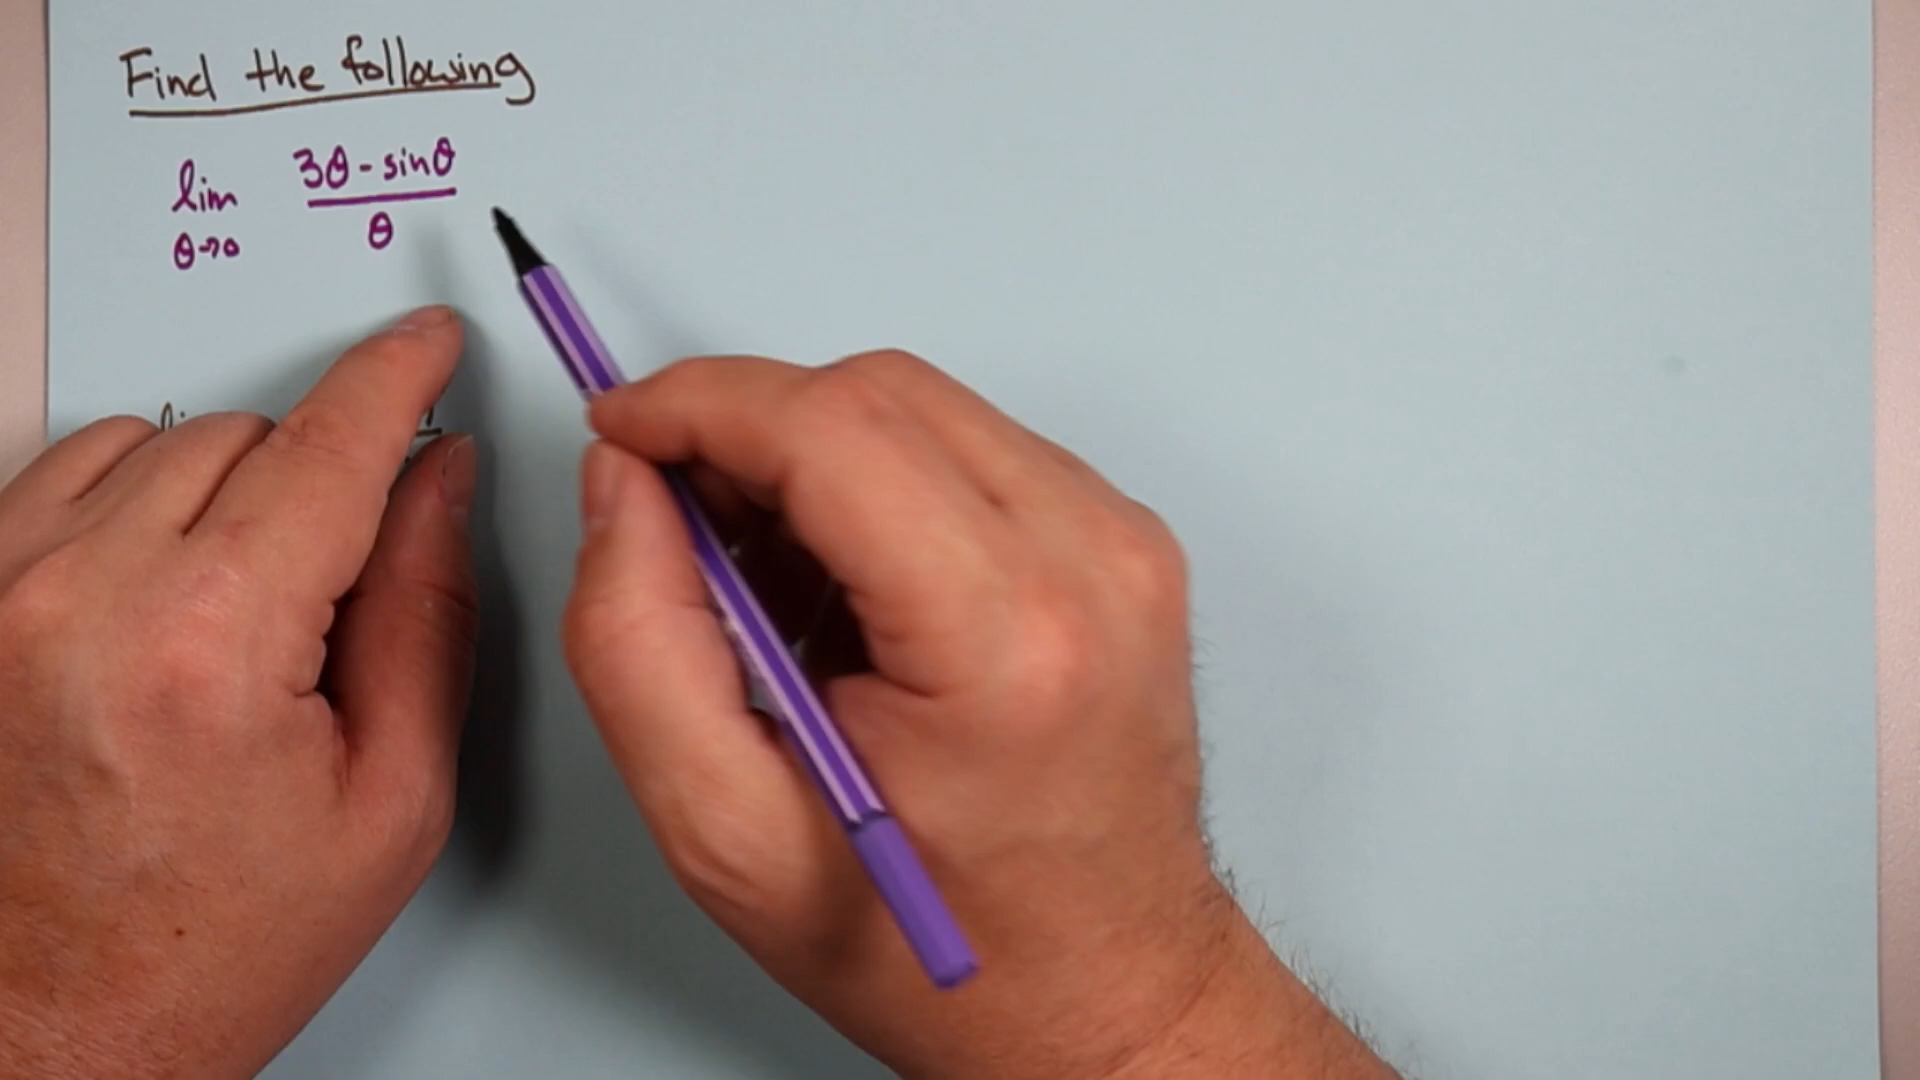 Find the following
lim 3θ - sinθ
θ→0 θ